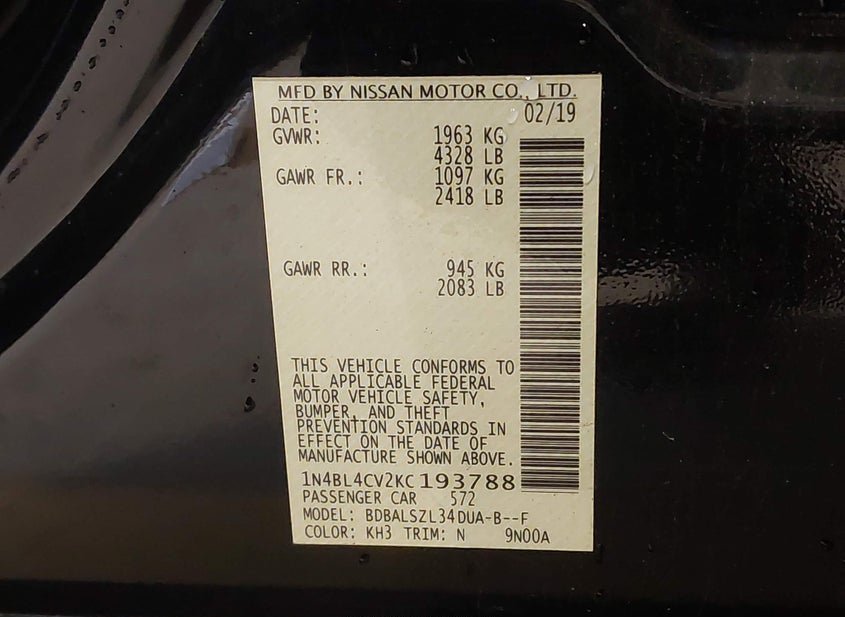 MFD BY NISSAN MOTOR CO., LTD.
DATE: 02/19
GVWR: 1963 KG
4328 LB
GAWR FR.: 1097 KG
2418 LB
GAWR RR.: 945 KG
2083 LB
THIS VEHICLE CONFORMS TO
ALL APPLICABLE FEDERAL
MOTOR VEHICLE SAFETY,
BUMPER, AND THEFT
PREVENTION STANDARDS IN
EFFECT ON THE DATE OF
MANUFACTURE SHOWN ABOVE.
1N4BL4CV2KC193788
PASSENGER CAR 572
MODEL: BDBALSZL34DUA-B--F
COLOR: KH3 TRIM: N 9N00A